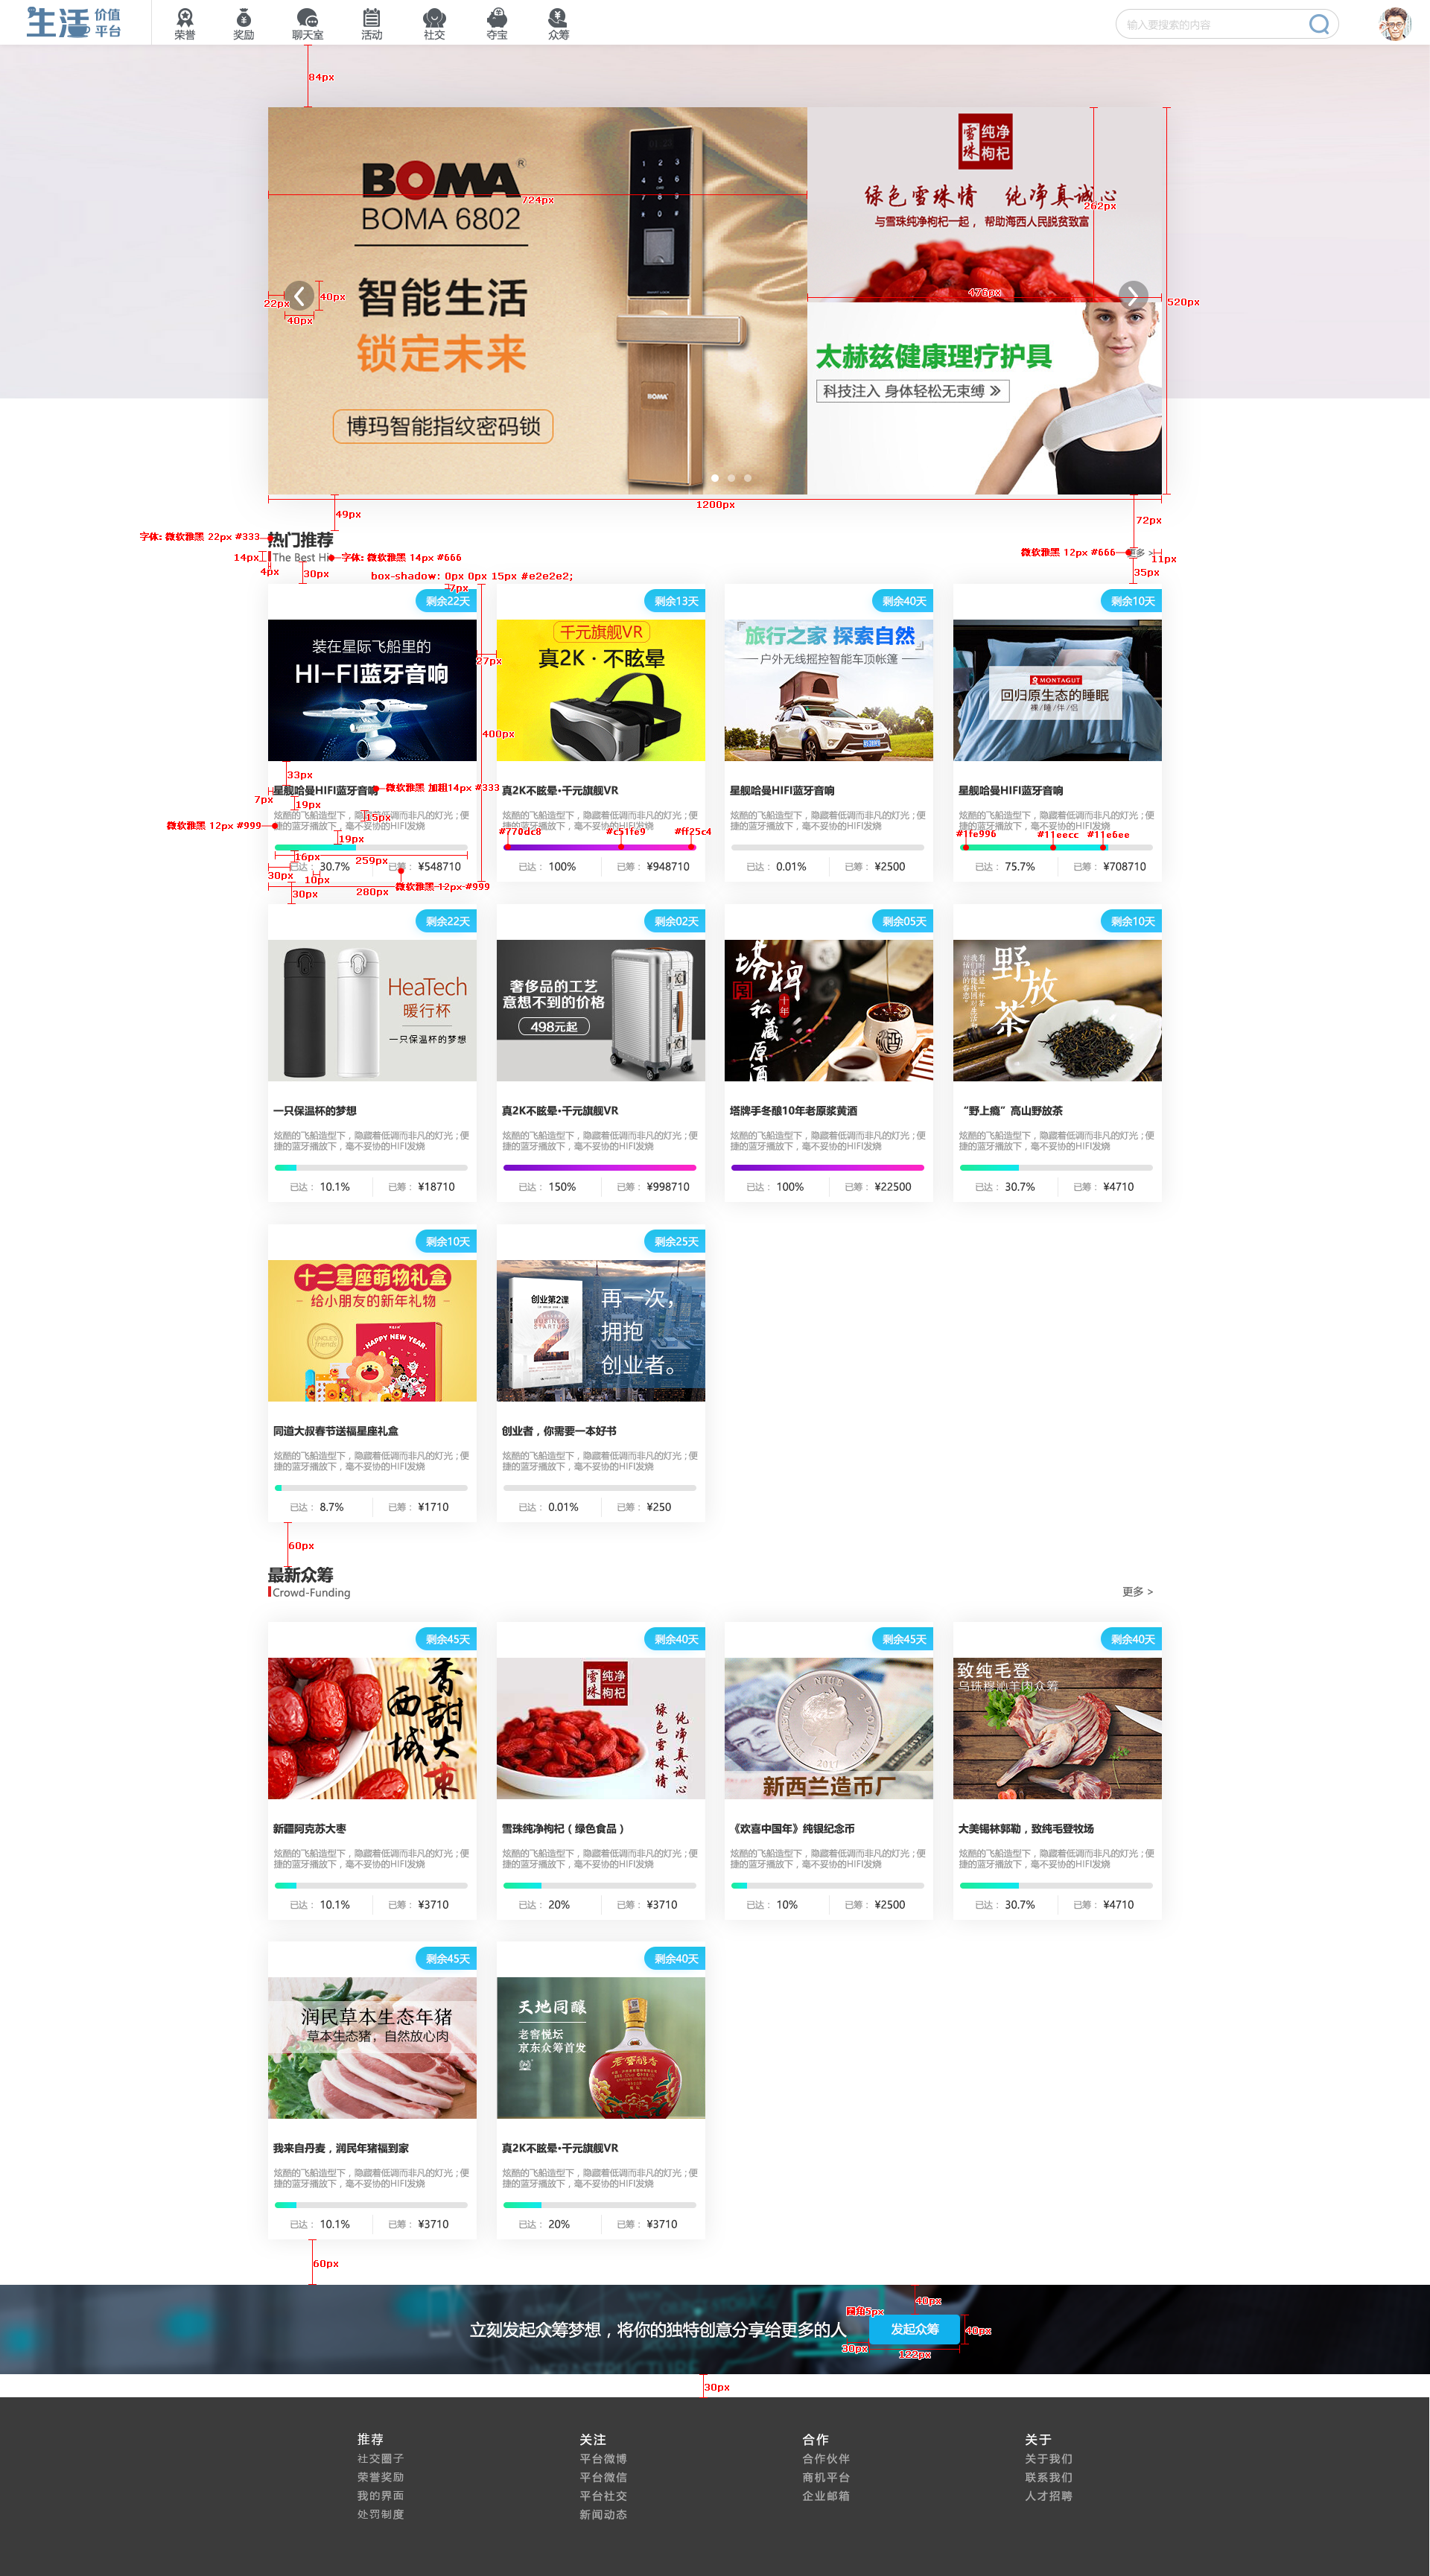 生活 价值平台
荣誉 奖励 聊天室 活动 社交 夺宝 众筹
输入要搜索的内容
84px
BOMA®
BOMA 6802
724px
智能生活
锁定未来
博玛智能指纹密码锁
22px
40px
40px
雪珠 纯净枸杞
绿色雪珠情 纯净真诚心
262px
与雪珠纯净枸杞一起，帮助海西人民脱贫致富
476px
520px
太赫兹健康理疗护具
科技注入 身体轻松无束缚 »
1200px
49px
72px
字体: 微软雅黑 22px #333
热门推荐
14px
The Best Hi
字体: 微软雅黑 14px #666
微软雅黑 12px #666
更多 >
11px
4px
30px
35px
box-shadow: 0px 0px 15px #e2e2e2;
7px
剩余22天 剩余13天 剩余40天 剩余10天
装在星际飞船里的
HI-FI蓝牙音响
27px
400px
千元旗舰VR
真2K·不眩晕
旅行之家 探索自然
户外无线摇控智能车顶帐篷
MONTAGUT
回归原生态的睡眠
裸/睡/伴/侣
33px
星舰哈曼HIFI蓝牙音响
微软雅黑 加粗14px #333
真2K不眩晕·千元旗舰VR
星舰哈曼HIFI蓝牙音响
星舰哈曼HIFI蓝牙音响
7px
19px
15px
微软雅黑 12px #999
炫酷的飞船造型下，隐藏着低调而非凡的灯光；便
捷的蓝牙播放下，毫不妥协的HIFI发烧
炫酷的飞船造型下，隐藏着低调而非凡的灯光；便
捷的蓝牙播放下，毫不妥协的HIFI发烧
炫酷的飞船造型下，隐藏着低调而非凡的灯光；便
捷的蓝牙播放下，毫不妥协的HIFI发烧
炫酷的飞船造型下，隐藏着低调而非凡的灯光；便
捷的蓝牙播放下，毫不妥协的HIFI发烧
19px
#770dc8 #c51fe9 #ff25c4
#1fe996 #11eecc #11e6ee
16px
259px
已达： 30.7% 已筹： ¥548710
已达： 100% 已筹： ¥948710
已达： 0.01% 已筹： ¥2500
已达： 75.7% 已筹： ¥708710
30px
10px
280px
微软雅黑 12px #999
30px
剩余22天 剩余02天 剩余05天 剩余10天
HeaTech
暖行杯
一只保温杯的梦想
奢侈品的工艺
意想不到的价格
498元起
塔牌
十年
私藏原酒
野放茶
一只保温杯的梦想
真2K不眩晕·千元旗舰VR
塔牌手冬酿10年老原浆黄酒
“野上瘾”高山野放茶
炫酷的飞船造型下，隐藏着低调而非凡的灯光；便
捷的蓝牙播放下，毫不妥协的HIFI发烧
炫酷的飞船造型下，隐藏着低调而非凡的灯光；便
捷的蓝牙播放下，毫不妥协的HIFI发烧
炫酷的飞船造型下，隐藏着低调而非凡的灯光；便
捷的蓝牙播放下，毫不妥协的HIFI发烧
炫酷的飞船造型下，隐藏着低调而非凡的灯光；便
捷的蓝牙播放下，毫不妥协的HIFI发烧
已达： 10.1% 已筹： ¥18710
已达： 150% 已筹： ¥998710
已达： 100% 已筹： ¥22500
已达： 30.7% 已筹： ¥4710
剩余10天 剩余25天
十二星座萌物礼盒
给小朋友的新年礼物
HAPPY NEW YEAR
创业第2课
BUSINESS
STARTUP
再一次，
拥抱
创业者。
同道大叔春节送福星座礼盒
创业者，你需要一本好书
炫酷的飞船造型下，隐藏着低调而非凡的灯光；便
捷的蓝牙播放下，毫不妥协的HIFI发烧
炫酷的飞船造型下，隐藏着低调而非凡的灯光；便
捷的蓝牙播放下，毫不妥协的HIFI发烧
已达： 8.7% 已筹： ¥1710
已达： 0.01% 已筹： ¥250
60px
最新众筹
Crowd-Funding
更多 >
剩余45天 剩余40天 剩余45天 剩余40天
香甜大枣
西域
雪珠 纯净枸杞
纯净真诚心
绿色雪珠情
2017
新西兰造币厂
致纯毛登
乌珠穆沁羊肉众筹
新疆阿克苏大枣
雪珠纯净枸杞（绿色食品）
《欢喜中国年》纯银纪念币
大美锡林郭勒，致纯毛登牧场
炫酷的飞船造型下，隐藏着低调而非凡的灯光；便
捷的蓝牙播放下，毫不妥协的HIFI发烧
炫酷的飞船造型下，隐藏着低调而非凡的灯光；便
捷的蓝牙播放下，毫不妥协的HIFI发烧
炫酷的飞船造型下，隐藏着低调而非凡的灯光；便
捷的蓝牙播放下，毫不妥协的HIFI发烧
炫酷的飞船造型下，隐藏着低调而非凡的灯光；便
捷的蓝牙播放下，毫不妥协的HIFI发烧
已达： 10.1% 已筹： ¥3710
已达： 20% 已筹： ¥3710
已达： 10% 已筹： ¥2500
已达： 30.7% 已筹： ¥4710
剩余45天 剩余40天
润民草本生态年猪
草本生态猪，自然放心肉
天地同酿
老窖悦坛
京东众筹首发
我来自丹麦，润民年猪福到家
真2K不眩晕·千元旗舰VR
炫酷的飞船造型下，隐藏着低调而非凡的灯光；便
捷的蓝牙播放下，毫不妥协的HIFI发烧
炫酷的飞船造型下，隐藏着低调而非凡的灯光；便
捷的蓝牙播放下，毫不妥协的HIFI发烧
已达： 10.1% 已筹： ¥3710
已达： 20% 已筹： ¥3710
60px
40px
圆角5px
立刻发起众筹梦想，将你的独特创意分享给更多的人
发起众筹
40px
30px
122px
30px
推荐 关注 合作 关于
社交圈子 平台微博 合作伙伴 关于我们
荣誉奖励 平台微信 商机平台 联系我们
我的界面 平台社交 企业邮箱 人才招聘
处罚制度 新闻动态